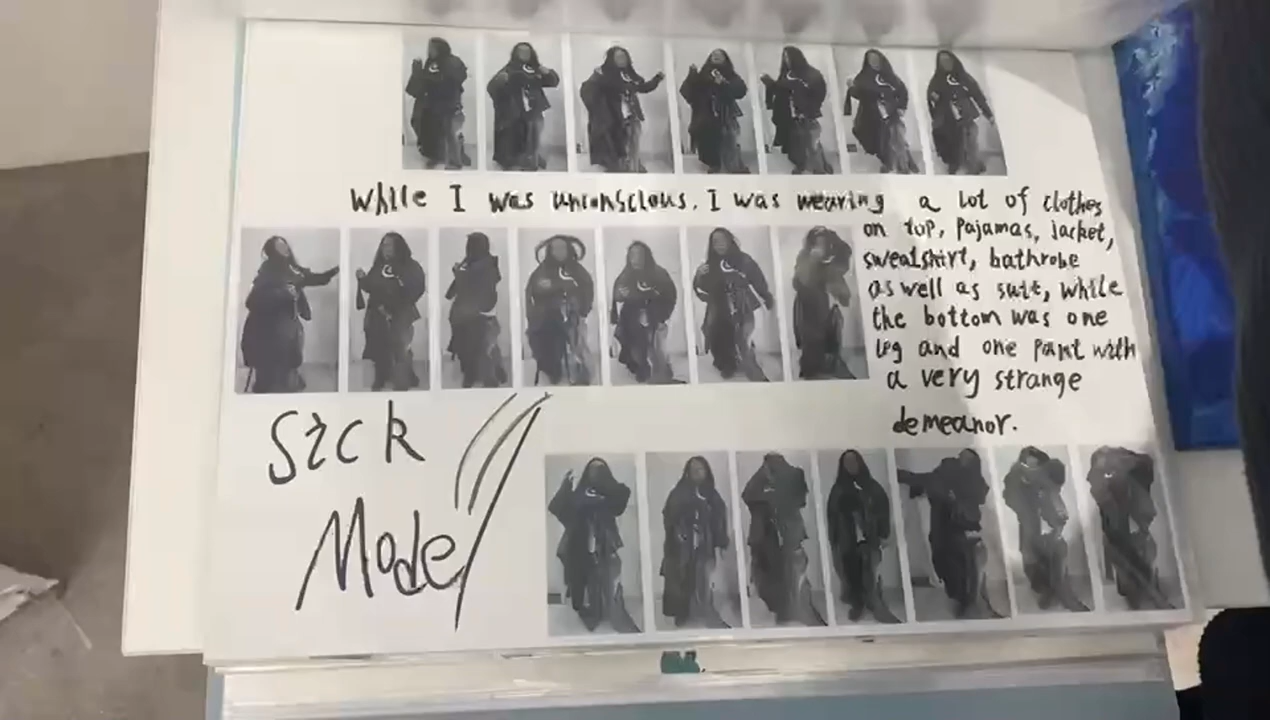 While I was unconscious. I was wearing a lot of clothes
on top, Pajamas, Jacket,
sweatshirt, bathrobe
as well as suit, while
the bottom was one
leg and one pant with
a very strange
demeanor.
Sick
Model